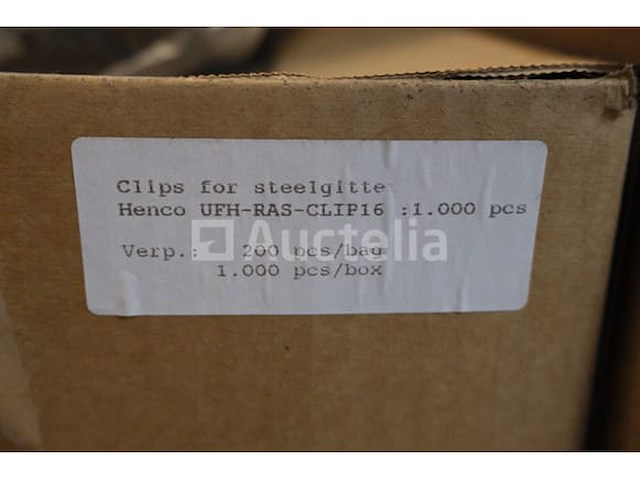 Clips for steelgitte
Henco UFH-RAS-CLIP16 :1.000 pcs
Auctelia
Verp.: 200 pcs/bag
1.000 pcs/box